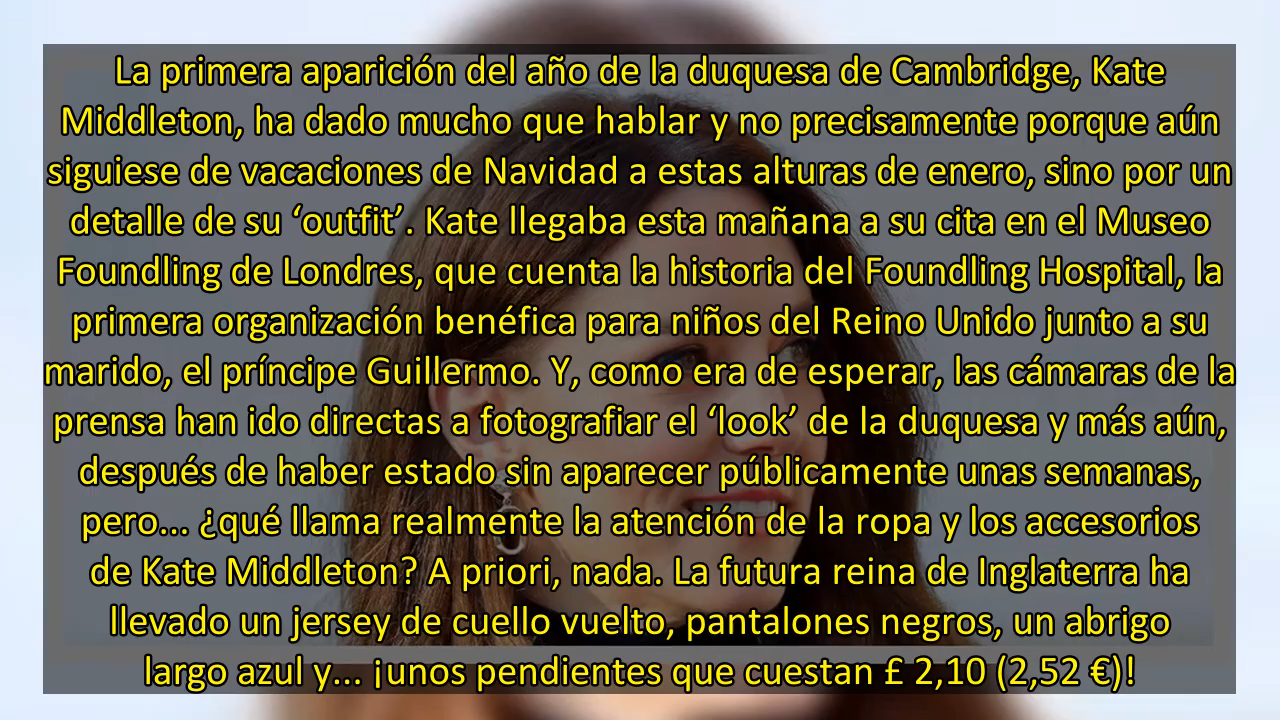 La primera aparición del año de la duquesa de Cambridge, Kate
Middleton, ha dado mucho que hablar y no precisamente porque aún
siguiese de vacaciones de Navidad a estas alturas de enero, sino por un
detalle de su ‘outfit’. Kate llegaba esta mañana a su cita en el Museo
Foundling de Londres, que cuenta la historia del Foundling Hospital, la
primera organización benéfica para niños del Reino Unido junto a su
marido, el príncipe Guillermo. Y, como era de esperar, las cámaras de la
prensa han ido directas a fotografiar el ‘look’ de la duquesa y más aún,
después de haber estado sin aparecer públicamente unas semanas,
pero... ¿qué llama realmente la atención de la ropa y los accesorios
de Kate Middleton? A priori, nada. La futura reina de Inglaterra ha
llevado un jersey de cuello vuelto, pantalones negros, un abrigo
largo azul y... ¡unos pendientes que cuestan £ 2,10 (2,52 €)!